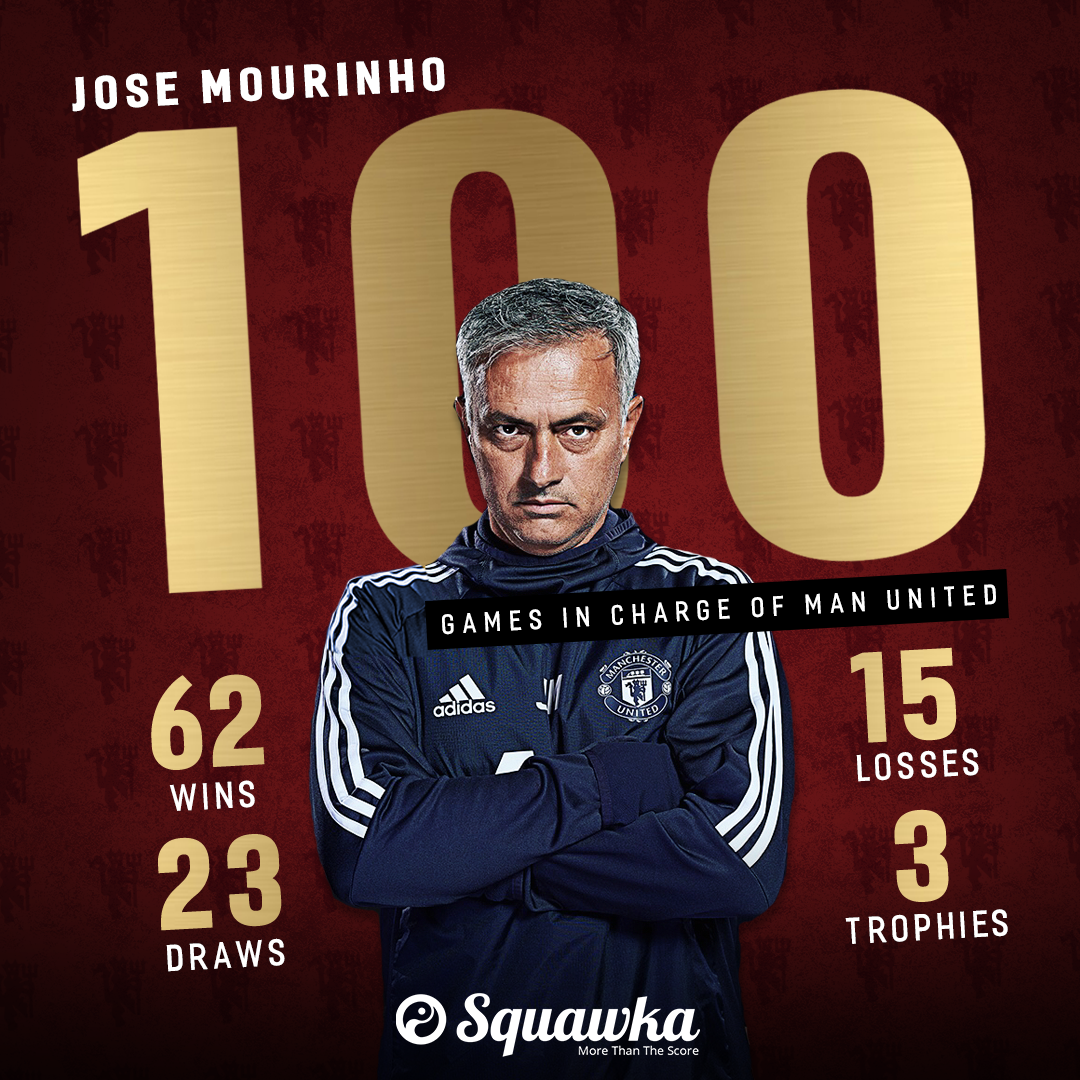 JOSE MOURINHO
100
GAMES IN CHARGE OF MAN UNITED
62
WINS
23
DRAWS
15
LOSSES
3
TROPHIES
adidas
JM
MANCHESTER
UNITED
Squawka
More Than The Score